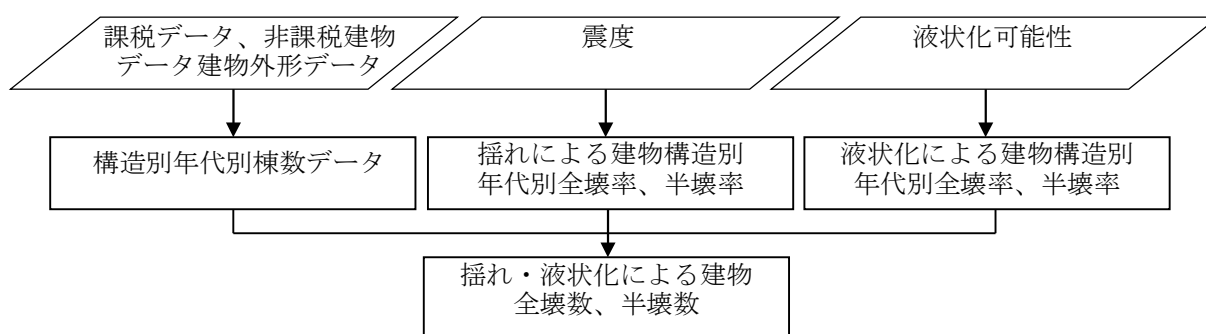 課税データ、非課税建物
データ建物外形データ
震度
液状化可能性
構造別年代別棟数データ
揺れによる建物構造別
年代別全壊率、半壊率
液状化による建物構造別
年代別全壊率、半壊率
揺れ・液状化による建物
全壊数、半壊数